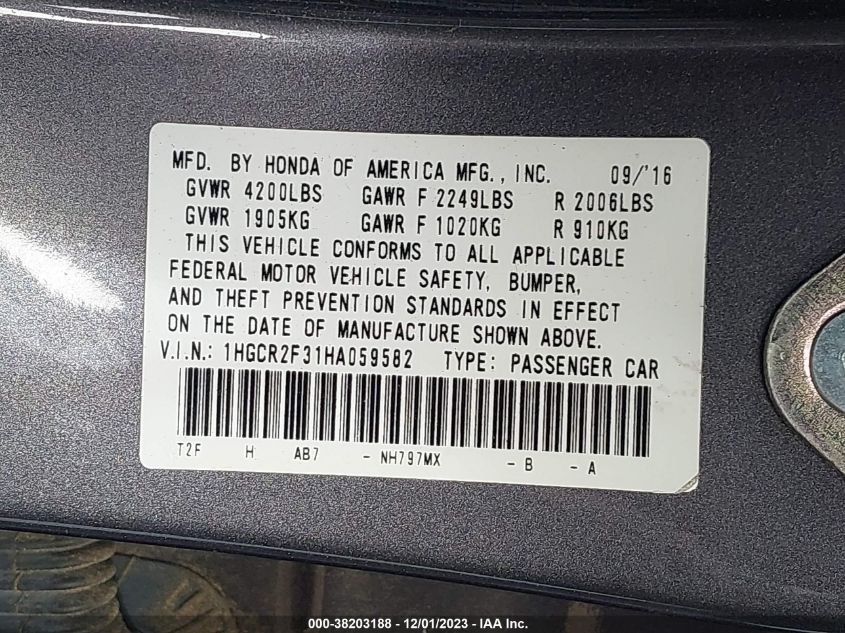 MFD. BY HONDA OF AMERICA MFG., INC. 09/'16
GVWR 4200LBS GAWR F 2249LBS R 2006LBS
GVWR 1905KG GAWR F 1020KG R 910KG
THIS VEHICLE CONFORMS TO ALL APPLICABLE
FEDERAL MOTOR VEHICLE SAFETY, BUMPER,
AND THEFT PREVENTION STANDARDS IN EFFECT
ON THE DATE OF MANUFACTURE SHOWN ABOVE.
V.I.N.: 1HGCR2F31HA059582 TYPE: PASSENGER CAR
T2F H AB7 - NH797MX - B - A
000-38203188 - 12/01/2023 - IAA Inc.